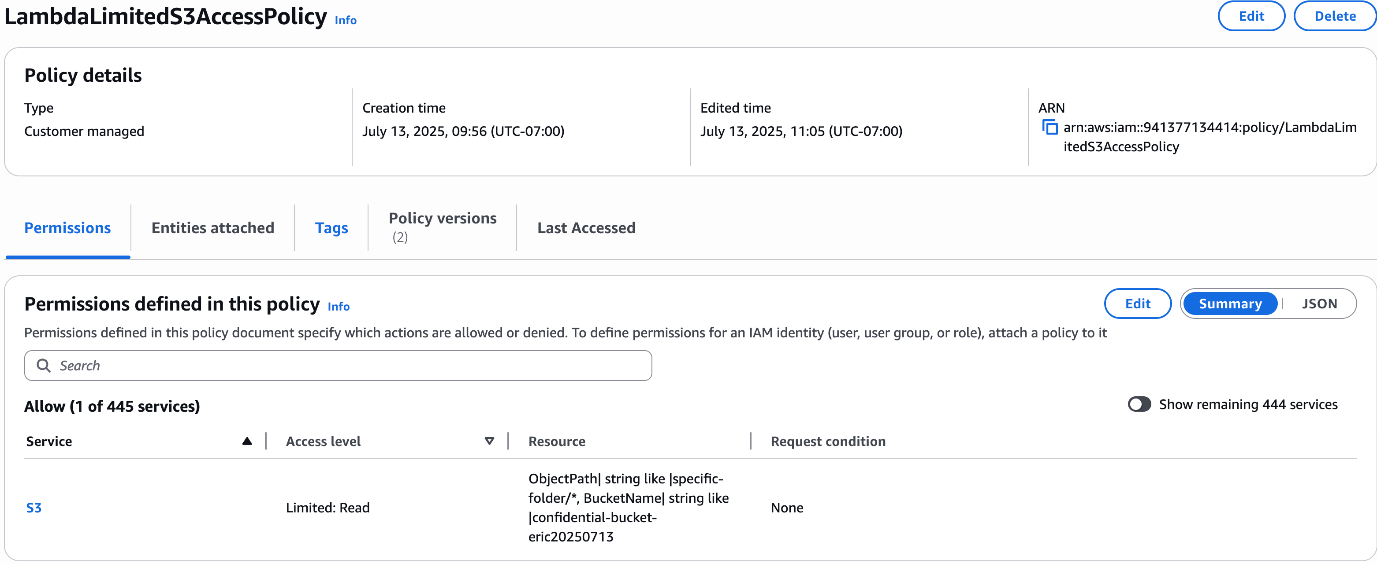 LambdaLimitedS3AccessPolicy Info
Edit
Delete
Policy details
Type
Customer managed
Creation time
July 13, 2025, 09:56 (UTC-07:00)
Edited time
July 13, 2025, 11:05 (UTC-07:00)
ARN
arn:aws:iam::941377134414:policy/LambdaLim
itedS3AccessPolicy
Permissions
Entities attached
Tags
Policy versions
(2)
Last Accessed
Permissions defined in this policy Info
Edit
Summary
JSON
Permissions defined in this policy document specify which actions are allowed or denied. To define permissions for an IAM identity (user, user group, or role), attach a policy to it
Search
Allow (1 of 445 services)
Show remaining 444 services
Service
Access level
Resource
Request condition
S3
Limited: Read
ObjectPath| string like |specific-
folder/*, BucketName| string like
|confidential-bucket-
eric20250713
None